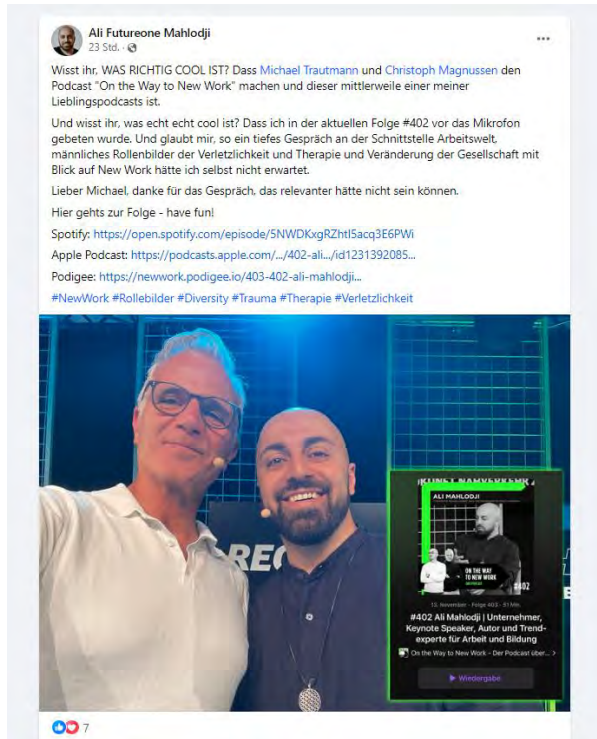 Ali Futureone Mahlodji
23 Std. ·
Wisst ihr, WAS RICHTIG COOL IST? Dass Michael Trautmann und Christoph Magnussen den
Podcast "On the Way to New Work" machen und dieser mittlerweile einer meiner
Lieblingspodcasts ist.
Und wisst ihr, was echt echt cool ist? Dass ich in der aktuellen Folge #402 vor das Mikrofon
gebeten wurde. Und glaubt mir, so ein tiefes Gespräch an der Schnittstelle Arbeitswelt,
männliches Rollenbilder der Verletzlichkeit und Therapie und Veränderung der Gesellschaft mit
Blick auf New Work hätte ich selbst nicht erwartet.
Lieber Michael, danke für das Gespräch, das relevanter hätte nicht sein können.
Hier gehts zur Folge - have fun!
Spotify: https://open.spotify.com/episode/5NWDKxgRZhtI5acq3E6PWi
Apple Podcast: https://podcasts.apple.com/.../402-ali.../id1231392085...
Podigee: https://newwork.podigee.io/403-402-ali-mahlodji...
#NewWork #Rollebilder #Diversity #Trauma #Therapie #Verletzlichkeit
REC
ALI MAHLODJI
ON THE WAY
TO NEW WORK
#402
13. November - Folge 403 - 51 Min.
#402 Ali Mahlodji | Unternehmer,
Keynote Speaker, Autor und Trend-
experte für Arbeit und Bildung
On the Way to New Work - Der Podcast über... >
Wiedergabe
7